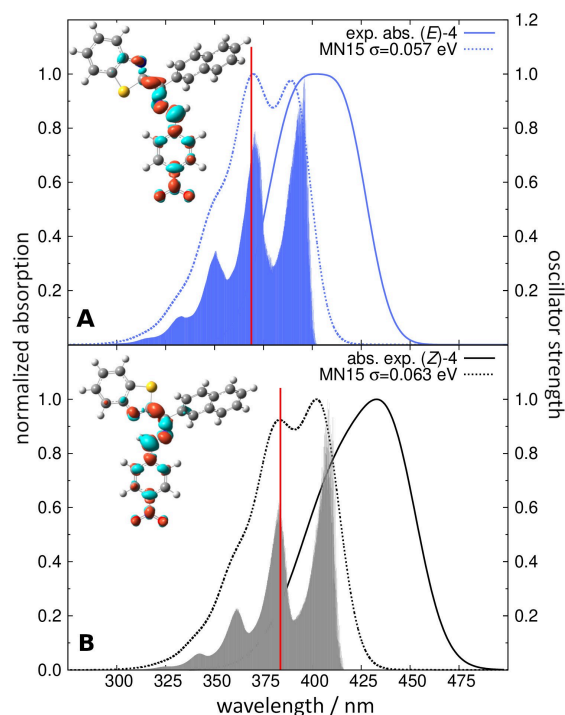 exp. abs. (E)-4
MN15 σ=0.057 eV
1.2
1.0
1.0
0.8
0.8
0.6
0.6
0.4
0.4
0.2
0.2
A
normalized absorption
oscillator strength
abs. exp. (Z)-4
MN15 σ=0.063 eV
1.0
1.0
0.8
0.8
0.6
0.6
0.4
0.4
0.2
0.2
0.0
0.0
B
300 325 350 375 400 425 450 475
wavelength / nm